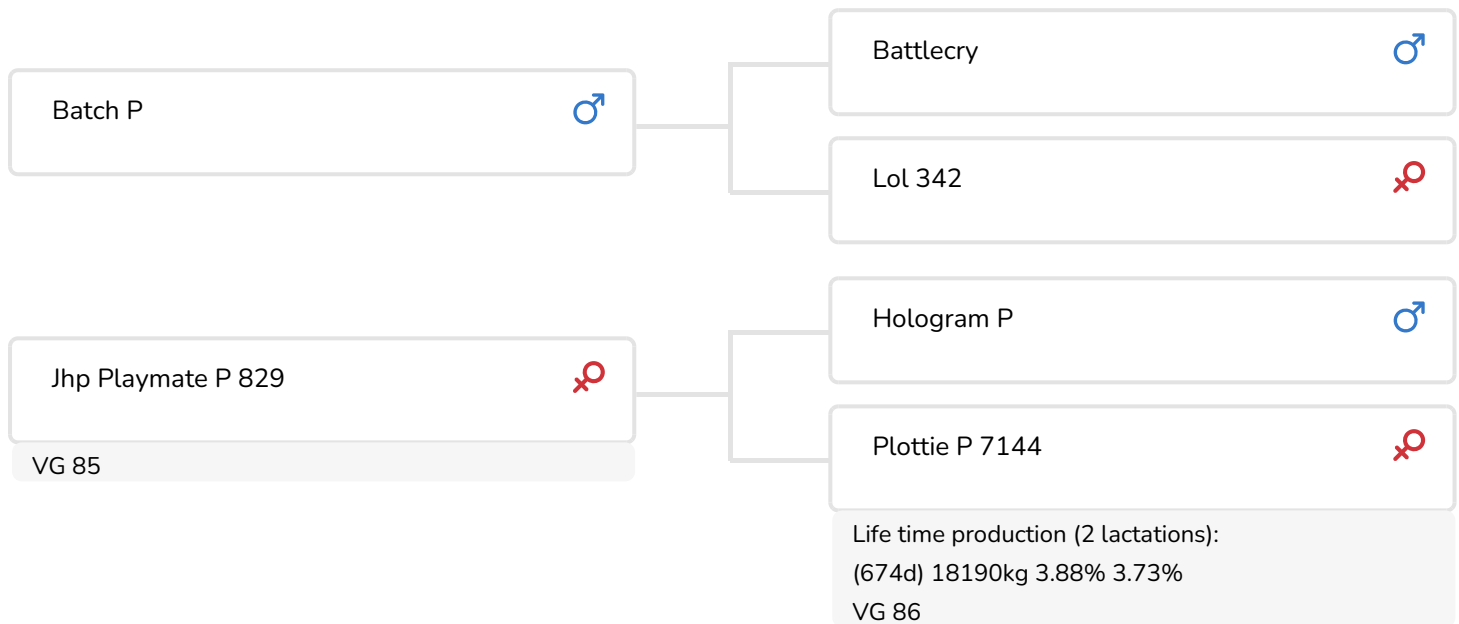 Battlecry
Batch P
Lol 342
Hologram P
Jhp Playmate P 829
VG 85
Plottie P 7144
Life time production (2 lactations):
(674d) 18190kg 3.88% 3.73%
VG 86